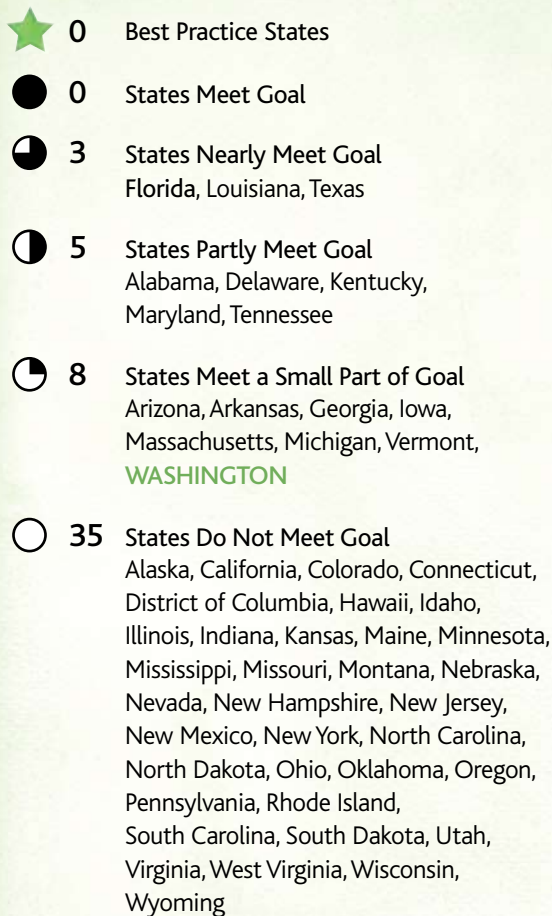 0 Best Practice States
0 States Meet Goal
3 States Nearly Meet Goal
Florida, Louisiana, Texas
5 States Partly Meet Goal
Alabama, Delaware, Kentucky,
Maryland, Tennessee
8 States Meet a Small Part of Goal
Arizona, Arkansas, Georgia, Iowa,
Massachusetts, Michigan, Vermont,
WASHINGTON
35 States Do Not Meet Goal
Alaska, California, Colorado, Connecticut,
District of Columbia, Hawaii, Idaho,
Illinois, Indiana, Kansas, Maine, Minnesota,
Mississippi, Missouri, Montana, Nebraska,
Nevada, New Hampshire, New Jersey,
New Mexico, New York, North Carolina,
North Dakota, Ohio, Oklahoma, Oregon,
Pennsylvania, Rhode Island,
South Carolina, South Dakota, Utah,
Virginia, West Virginia, Wisconsin,
Wyoming